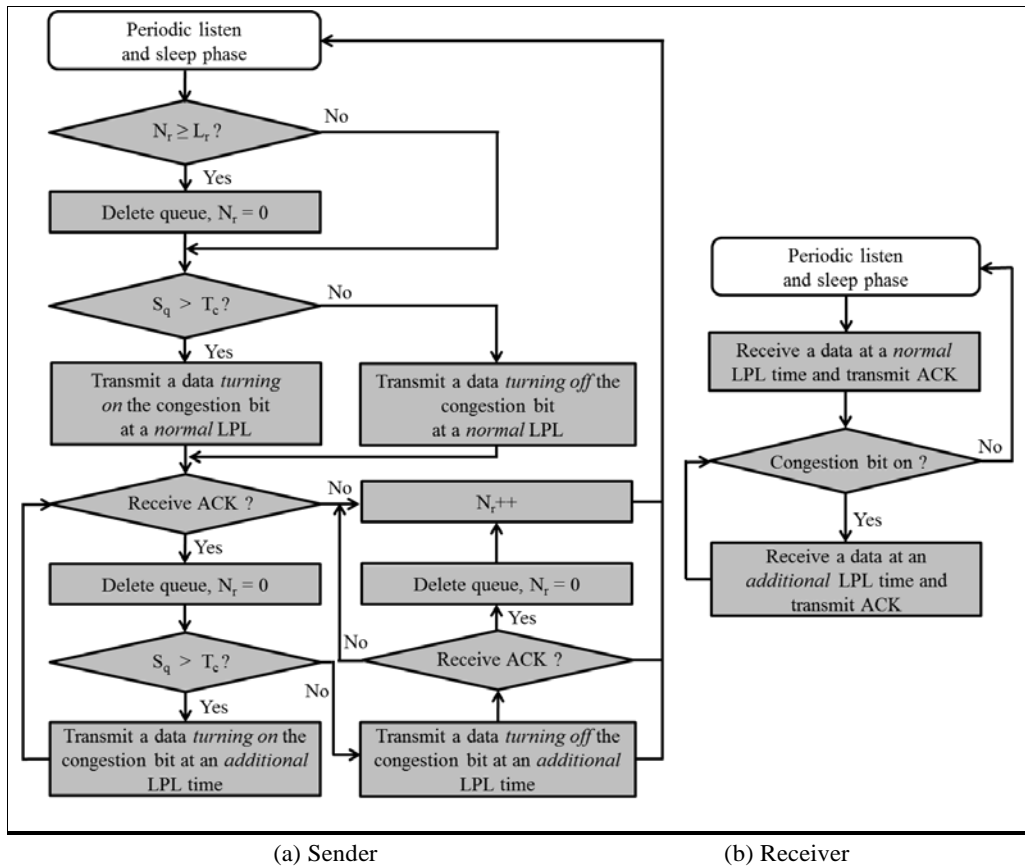 Periodic listen
and sleep phase
No
Nr ≥ Lr ?
Yes
Delete queue, Nr = 0
Sq > Tc ?
No
Yes
Transmit a data turning
on the congestion bit
at a normal LPL
Transmit a data turning off the
congestion bit
at a normal LPL
Receive ACK ?
No
Nr++
Yes
Delete queue, Nr = 0
Delete queue, Nr = 0
Yes
No
Sq > Tc ?
Receive ACK ?
No
Yes
Transmit a data turning on the
congestion bit at an additional
LPL time
Transmit a data turning off the
congestion bit at an additional
LPL time
(a) Sender
Periodic listen
and sleep phase
Receive a data at a normal
LPL time and transmit ACK
No
Congestion bit on ?
Yes
Receive a data at an
additional LPL time and
transmit ACK
(b) Receiver